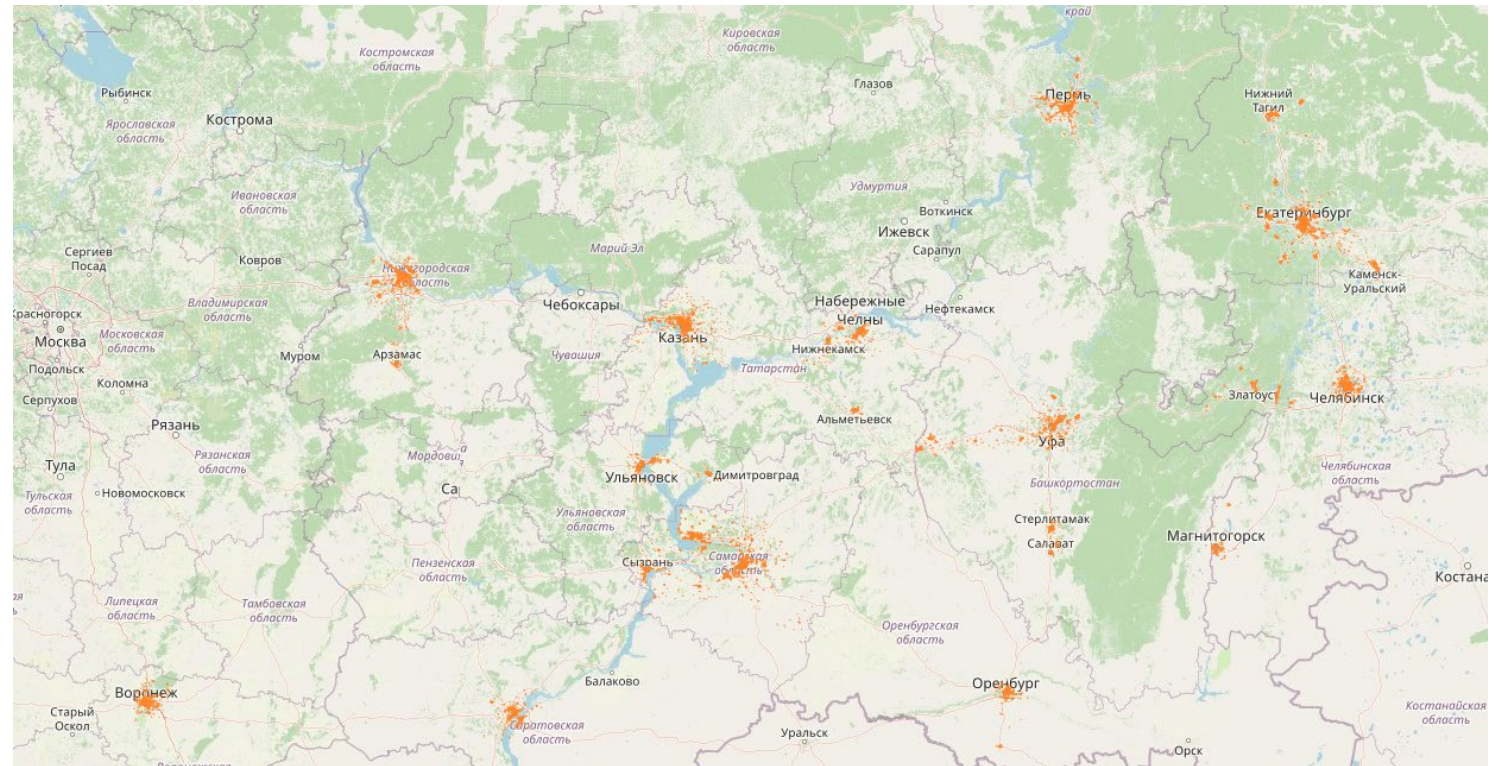 край
Кировская
область
Костромская
область
Рыбинск
Глазов
Пермь
Нижний
Тагил
Кострома
Ярославская
область
Ивановская
область
Удмуртия
Воткинск
Екатеринбург
Ижевск
Сарапул
Сергиев
Посад
Ковров
Марий Эл
Нижегородская
область
Каменск-
Уральский
Владимирская
область
Чебоксары
Набережные
Челны
Нефтекамск
Красногорск
Москва
Московская
область
Казань
Нижнекамск
Муром
Арзамас
Чувашия
Татарстан
Подольск
Коломна
Серпухов
Златоуст
Челябинск
Рязань
Альметьевск
Уфа
Тула
Рязанская
область
Мордовия
Ульяновск
Димитровград
Башкортостан
Челябинская
область
Тульская
область
Новомосковск
Са
Ульяновская
область
Стерлитамак
Салават
Магнитогорск
Пензенская
область
Сызрань
Самарская
область
Костана
Липецкая
область
Тамбовская
область
Оренбургская
область
Воронеж
Балаково
Оренбург
Старый
Оскол
Саратовская
область
Уральск
Орск
Костанайская
область